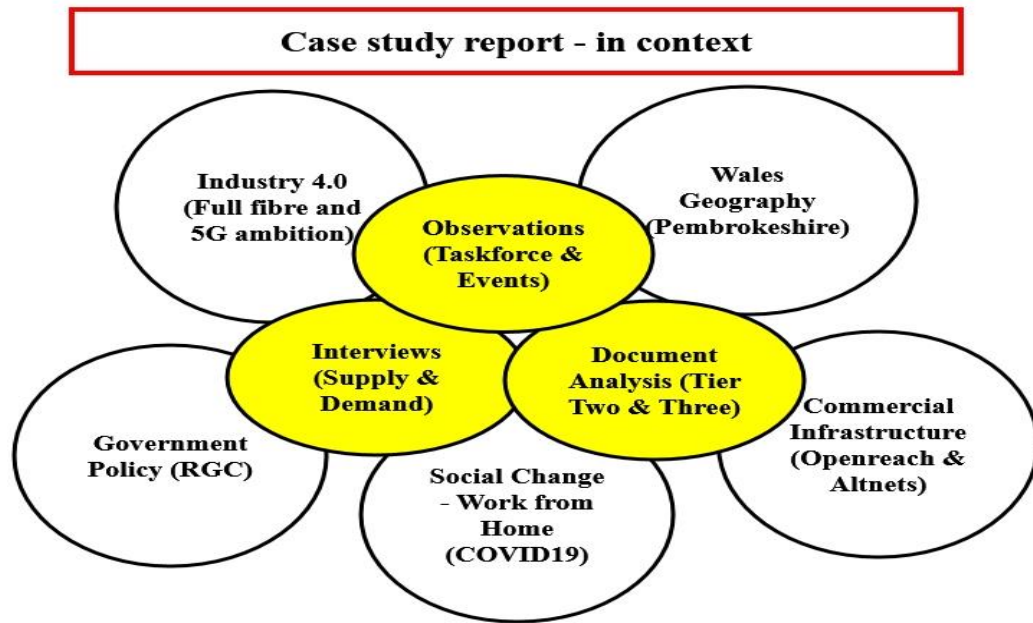 Case study report - in context
Industry 4.0
(Full fibre and
5G ambition)
Wales
Geography
(Pembrokeshire)
Observations
(Taskforce &
Events)
Interviews
(Supply &
Demand)
Document
Analysis (Tier
Two & Three)
Government
Policy (RGC)
Social Change
- Work from
Home
(COVID19)
Commercial
Infrastructure
(Openreach &
Altnets)